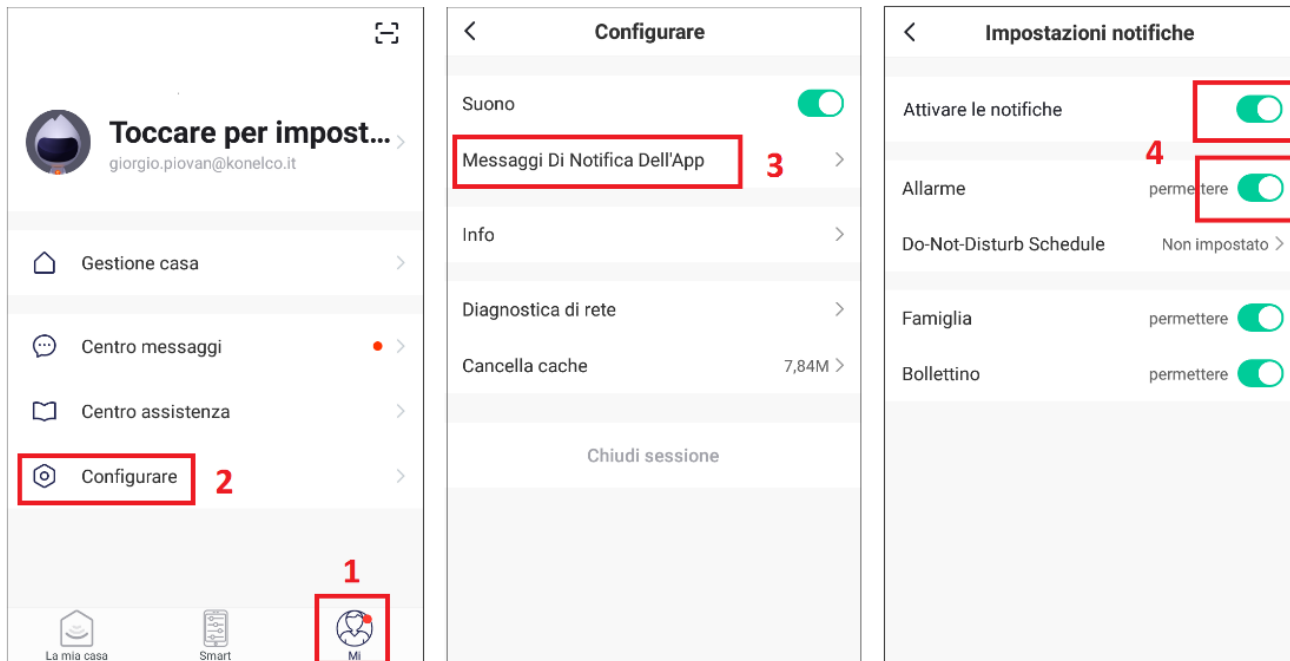 Toccare per impost...
giorgio.piovan@konelco.it
Gestione casa
Centro messaggi
Centro assistenza
Configurare
2
1
La mia casa
Smart
Mi
Configurare
Suono
Messaggi Di Notifica Dell'App
3
Info
Diagnostica di rete
Cancella cache
7,84M
Chiudi sessione
Impostazioni notifiche
Attivare le notifiche
4
Allarme
permettere
Do-Not-Disturb Schedule
Non impostato
Famiglia
permettere
Bollettino
permettere